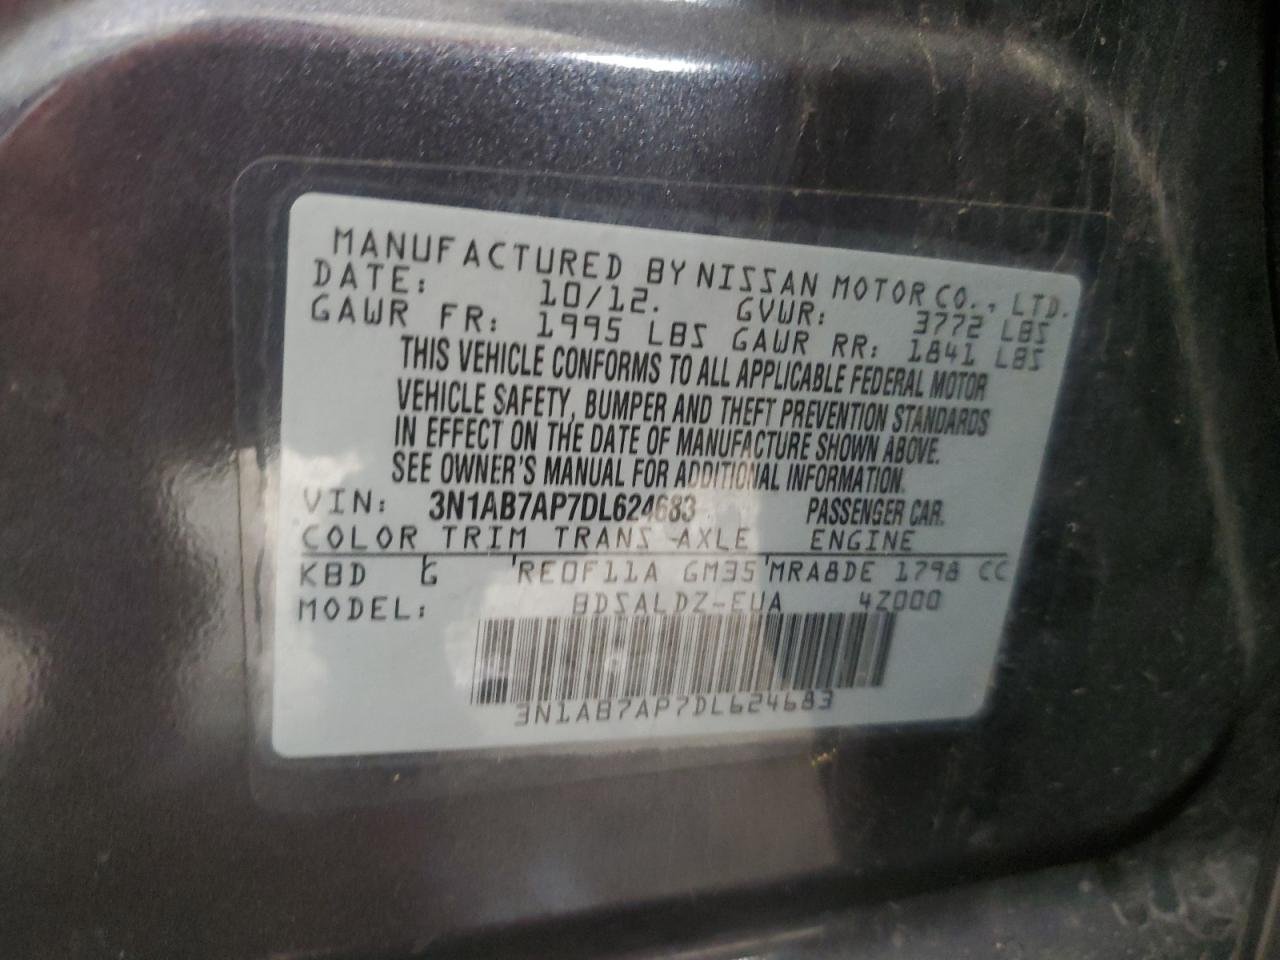 MANUFACTURED BY NISSAN MOTOR CO., LTD.
DATE: 10/12. GVWR: 3772 LBS
GAWR FR: 1995 LBS GAWR RR: 1841 LBS
THIS VEHICLE CONFORMS TO ALL APPLICABLE FEDERAL MOTOR
VEHICLE SAFETY, BUMPER AND THEFT PREVENTION STANDARDS
IN EFFECT ON THE DATE OF MANUFACTURE SHOWN ABOVE.
SEE OWNER'S MANUAL FOR ADDITIONAL INFORMATION.
VIN: 3N1AB7AP7DL624683 PASSENGER CAR.
COLOR TRIM TRANS AXLE ENGINE
KBD G RE0F11A GM35 MRA8DE 1798 CC
MODEL: BDSALDZ-EUA 4Z000
3N1AB7AP7DL624683